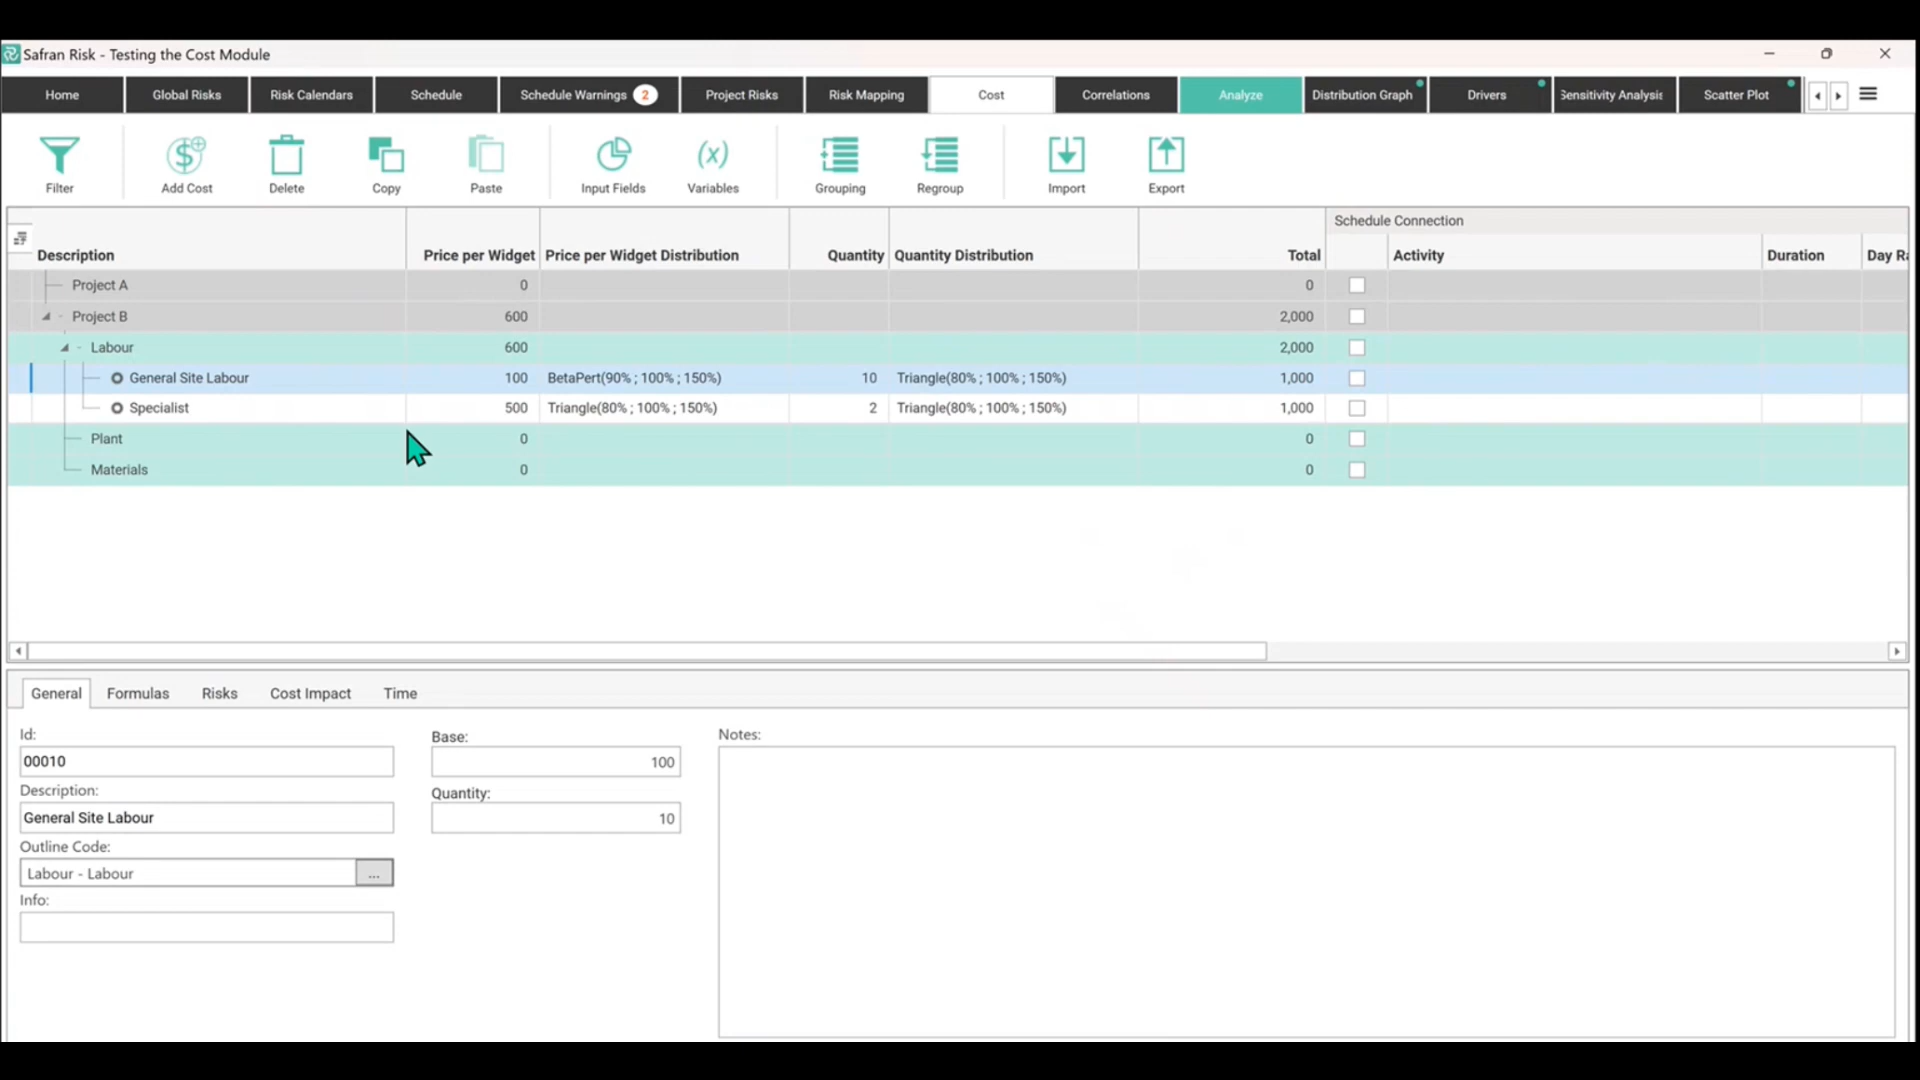 Safran Risk - Testing the Cost Module
Home Global Risks Risk Calendars Schedule Schedule Warnings 2 Project Risks Risk Mapping Cost Correlations Analyze Distribution Graph Drivers Sensitivity Analysis Scatter Plot
Filter Add Cost Delete Copy Paste Input Fields (x) Variables Grouping Regroup Import Export
Schedule Connection
Description Price per Widget Price per Widget Distribution Quantity Quantity Distribution Total Activity Duration Day Ra
Project A 0 0
Project B 600 2,000
Labour 600 2,000
General Site Labour 100 BetaPert(90% ; 100% ; 150%) 10 Triangle(80% ; 100% ; 150%) 1,000
Specialist 500 Triangle(80% ; 100% ; 150%) 2 Triangle(80% ; 100% ; 150%) 1,000
Plant 0 0
Materials 0 0
General Formulas Risks Cost Impact Time
Id: Base: Notes:
00010 100
Description: Quantity:
General Site Labour 10
Outline Code:
Labour - Labour ...
Info: